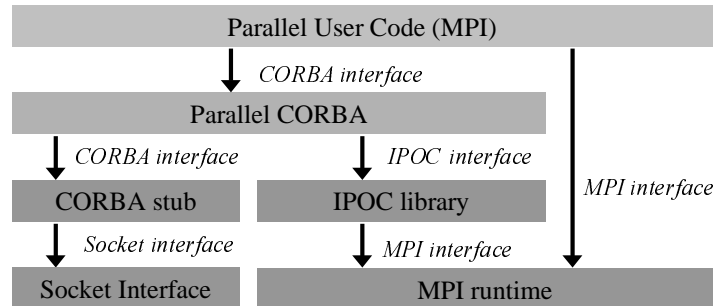 Parallel User Code (MPI)
CORBA interface
Parallel CORBA
CORBA interface
IPOC interface
MPI interface
CORBA stub
IPOC library
Socket interface
MPI interface
Socket Interface
MPI runtime